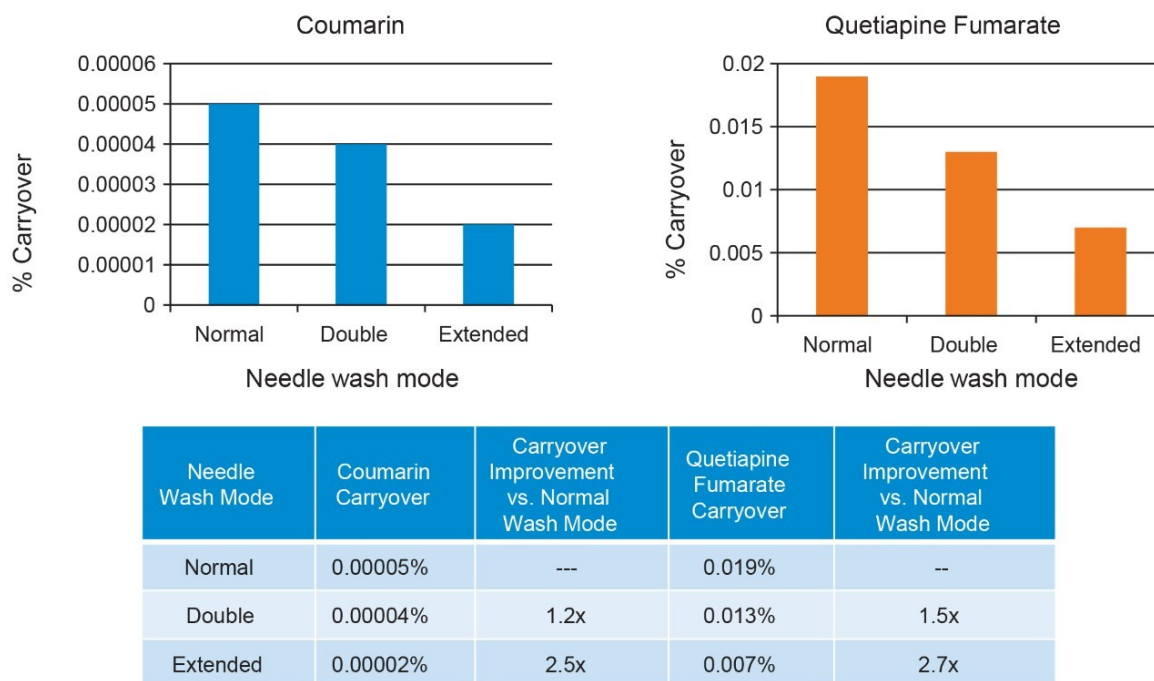 Coumarin
0.00006
0.00005
0.00004
0.00003
0.00002
0.00001
0
% Carryover
Normal Double Extended
Needle wash mode
Quetiapine Fumarate
0.02
0.015
0.01
0.005
0
% Carryover
Normal Double Extended
Needle wash mode
Needle
Wash Mode
Coumarin
Carryover
Carryover
Improvement
vs. Normal
Wash Mode
Quetiapine
Fumarate
Carryover
Carryover
Improvement
vs. Normal
Wash Mode
Normal 0.00005% --- 0.019% --
Double 0.00004% 1.2x 0.013% 1.5x
Extended 0.00002% 2.5x 0.007% 2.7x